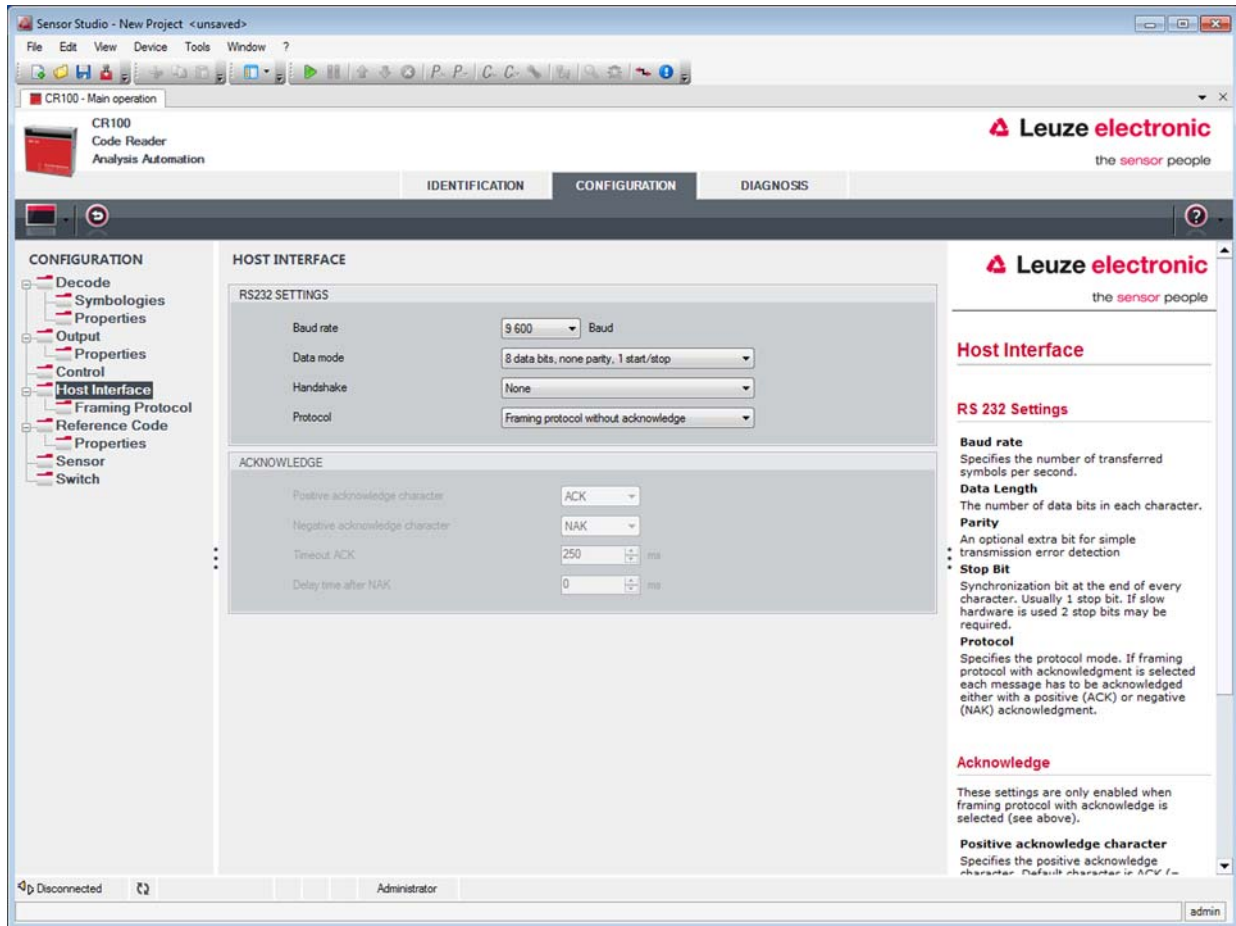 Sensor Studio - New Project <unsaved>
File Edit View Device Tools Window ?
P- P- C- C-
CR100 - Main operation
CR100
Code Reader
Analysis Automation
Leuze electronic
the sensor people
IDENTIFICATION CONFIGURATION DIAGNOSIS
CONFIGURATION
Decode
Symbologies
Properties
Output
Properties
Control
Host Interface
Framing Protocol
Reference Code
Properties
Sensor
Switch
HOST INTERFACE
RS232 SETTINGS
Baud rate 9 600 Baud
Data mode 8 data bits, none parity, 1 start/stop
Handshake None
Protocol Framing protocol without acknowledge
ACKNOWLEDGE
Positive acknowledge character ACK
Negative acknowledge character NAK
Timeout ACK 250 ms
Delay time after NAK 0 ms
Leuze electronic
the sensor people
Host Interface
RS 232 Settings
Baud rate
Specifies the number of transferred
symbols per second.
Data Length
The number of data bits in each character.
Parity
An optional extra bit for simple
transmission error detection
Stop Bit
Synchronization bit at the end of every
character. Usually 1 stop bit. If slow
hardware is used 2 stop bits may be
required.
Protocol
Specifies the protocol mode. If framing
protocol with acknowledgment is selected
each message has to be acknowledged
either with a positive (ACK) or negative
(NAK) acknowledgment.
Acknowledge
These settings are only enabled when
framing protocol with acknowledge is
selected (see above).
Positive acknowledge character
Specifies the positive acknowledge
character. Default character is ACK (=
Disconnected Administrator
admin